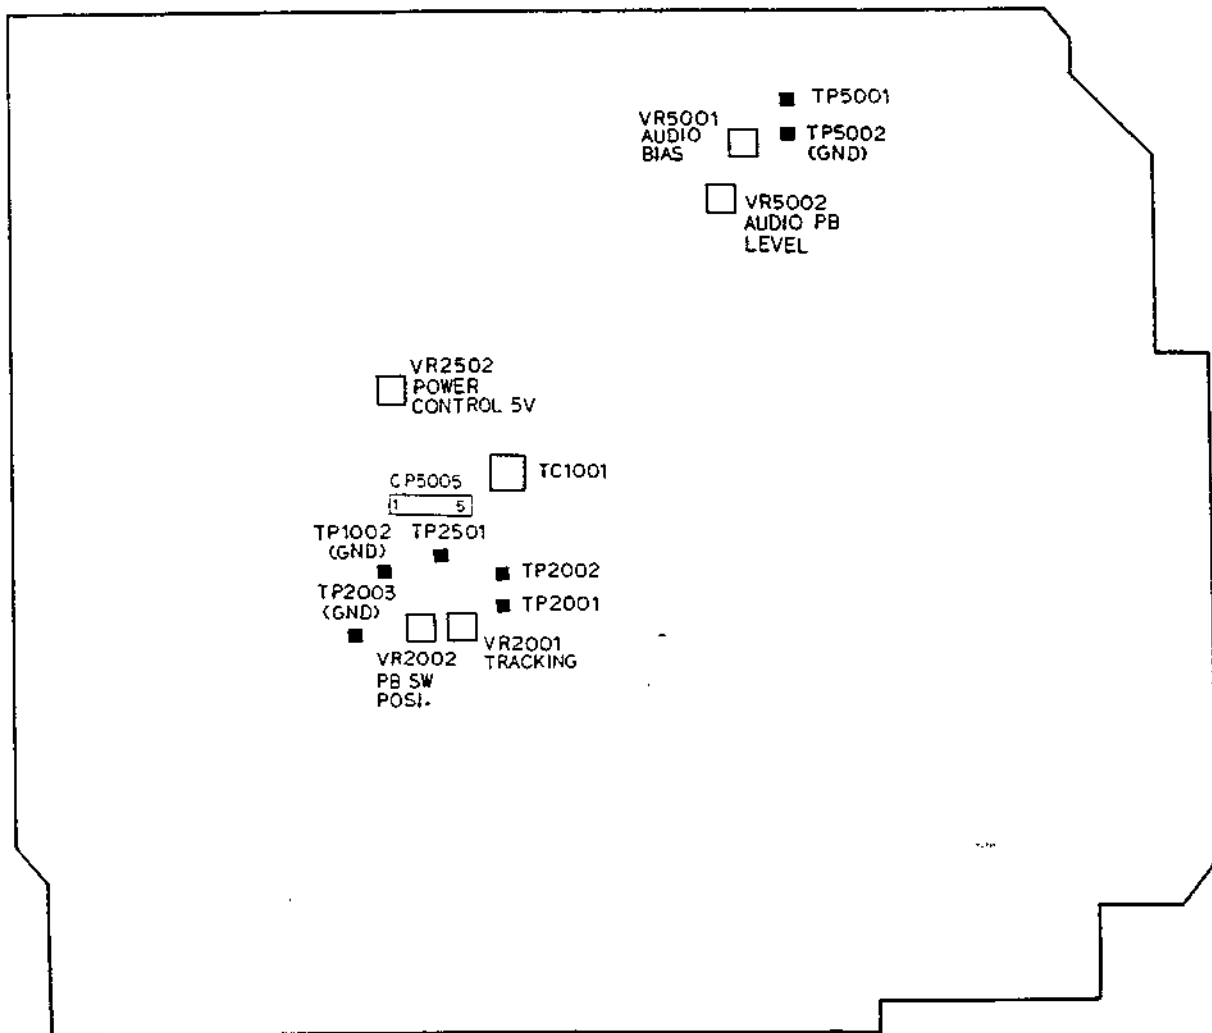 TP5001
VR5001
AUDIO
BIAS
TP5002
(GND)
VR5002
AUDIO PB
LEVEL
VR2502
POWER
CONTROL 5V
TC1001
CP5005
1 5
TP1002
(GND)
TP2501
TP2002
TP2003
(GND)
TP2001
VR2002
PB SW
POSI.
VR2001
TRACKING